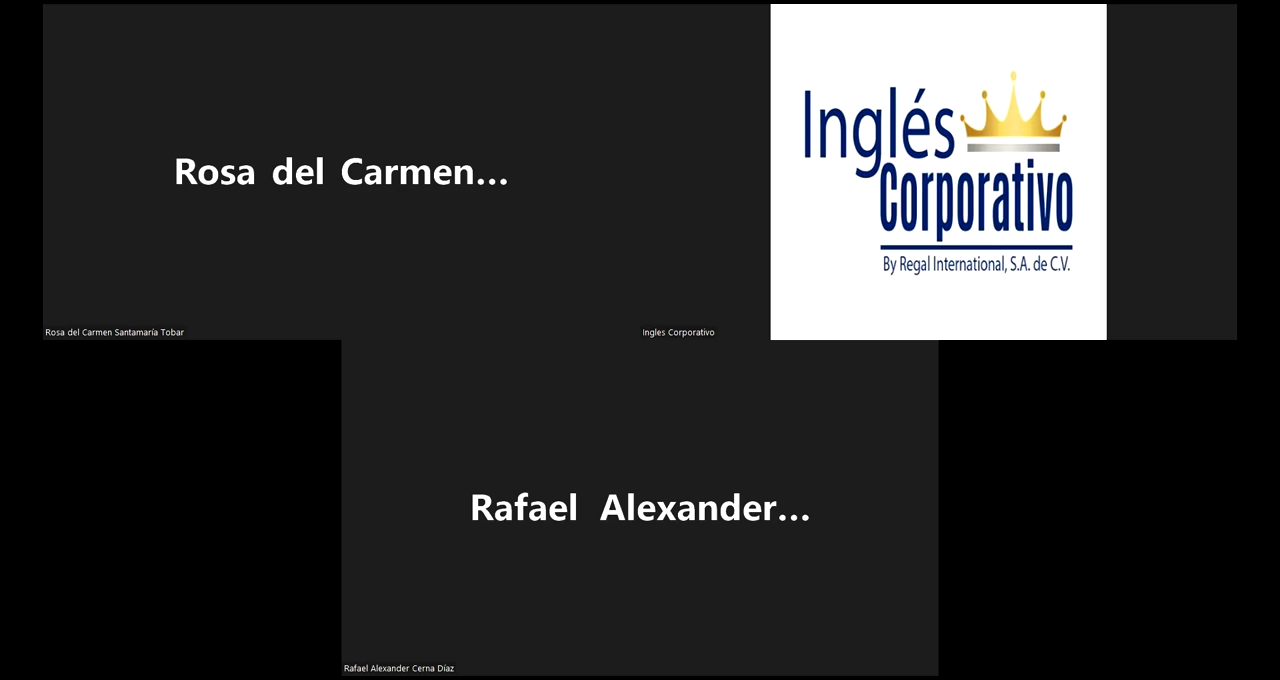 Rosa del Carmen...
Rosa del Carmen Santamaría Tobar
Inglés
Corporativo
By Regal International, S.A. de C.V.
Ingles Corporativo
Rafael Alexander...
Rafael Alexander Cerna Díaz